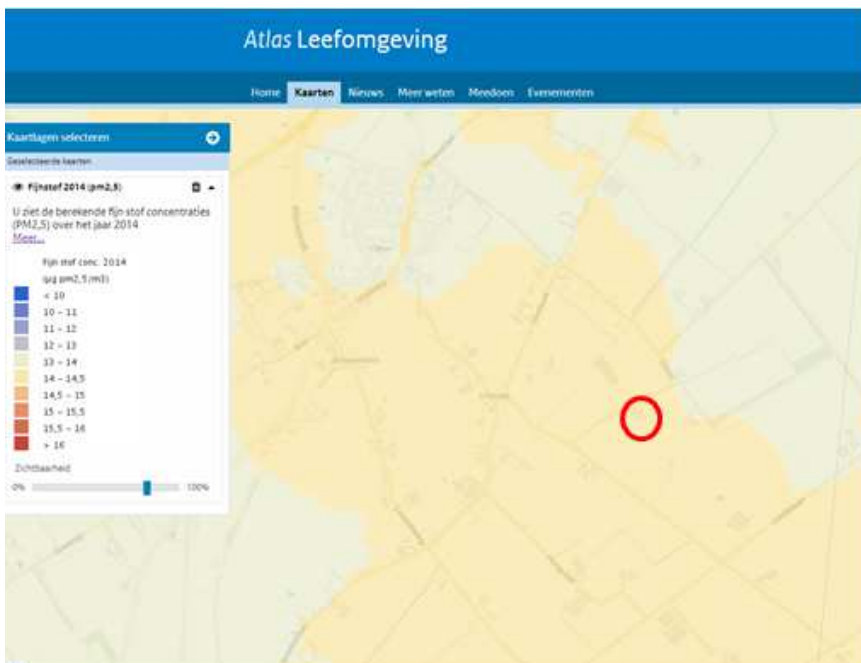 Atlas Leefomgeving
Home Kaarten Nieuws Meer weten Meedoen Evenementen
Kaartlagen selecteren
Geselecteerde kaarten
Fijnstof 2014 (pm2,5)
U ziet de berekende fijn stof concentraties
(PM2,5) over het jaar 2014
Meer...
Fijn stof conc. 2014
(µg pm2,5/m3)
< 10
10 - 11
11 - 12
12 - 13
13 - 14
14 - 14,5
14,5 - 15
15 - 15,5
15,5 - 16
> 16
Zichtbaarheid
0% 100%